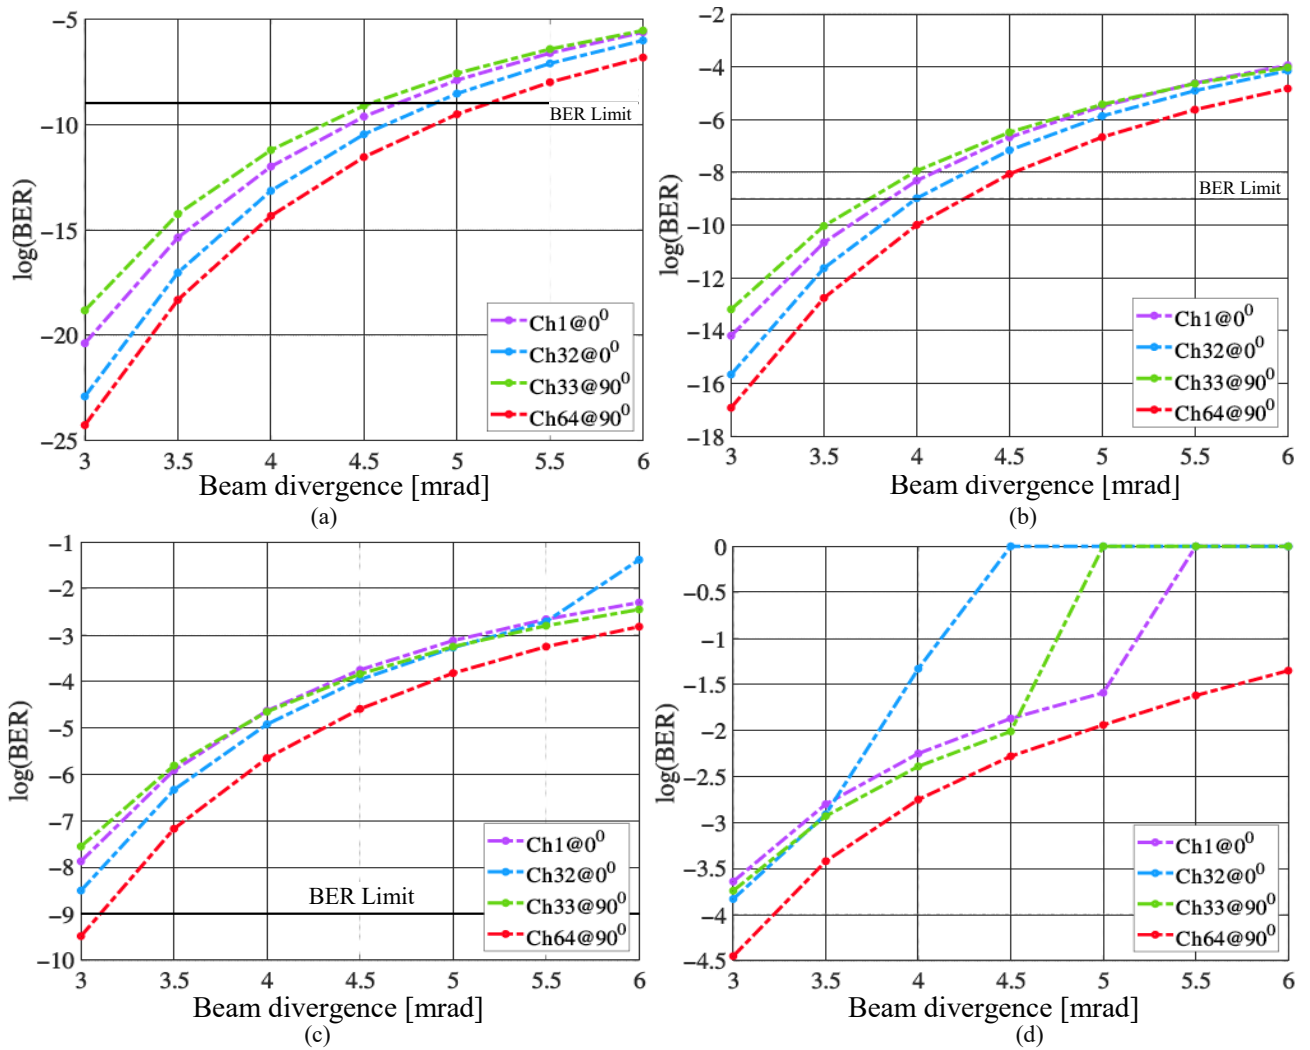 −5
−10
−15
−20
−25
log(BER)
BER Limit
Ch1@0⁰
Ch32@0⁰
Ch33@90⁰
Ch64@90⁰
3 3.5 4 4.5 5 5.5 6
Beam divergence [mrad]
(a)
−2
−4
−6
−8
−10
−12
−14
−16
−18
log(BER)
BER Limit
Ch1@0⁰
Ch32@0⁰
Ch33@90⁰
Ch64@90⁰
3 3.5 4 4.5 5 5.5 6
Beam divergence [mrad]
(b)
−1
−2
−3
−4
−5
−6
−7
−8
−9
−10
log(BER)
BER Limit
Ch1@0⁰
Ch32@0⁰
Ch33@90⁰
Ch64@90⁰
3 3.5 4 4.5 5 5.5 6
Beam divergence [mrad]
(c)
0
−0.5
−1
−1.5
−2
−2.5
−3
−3.5
−4
−4.5
log(BER)
Ch1@0⁰
Ch32@0⁰
Ch33@90⁰
Ch64@90⁰
3 3.5 4 4.5 5 5.5 6
Beam divergence [mrad]
(d)